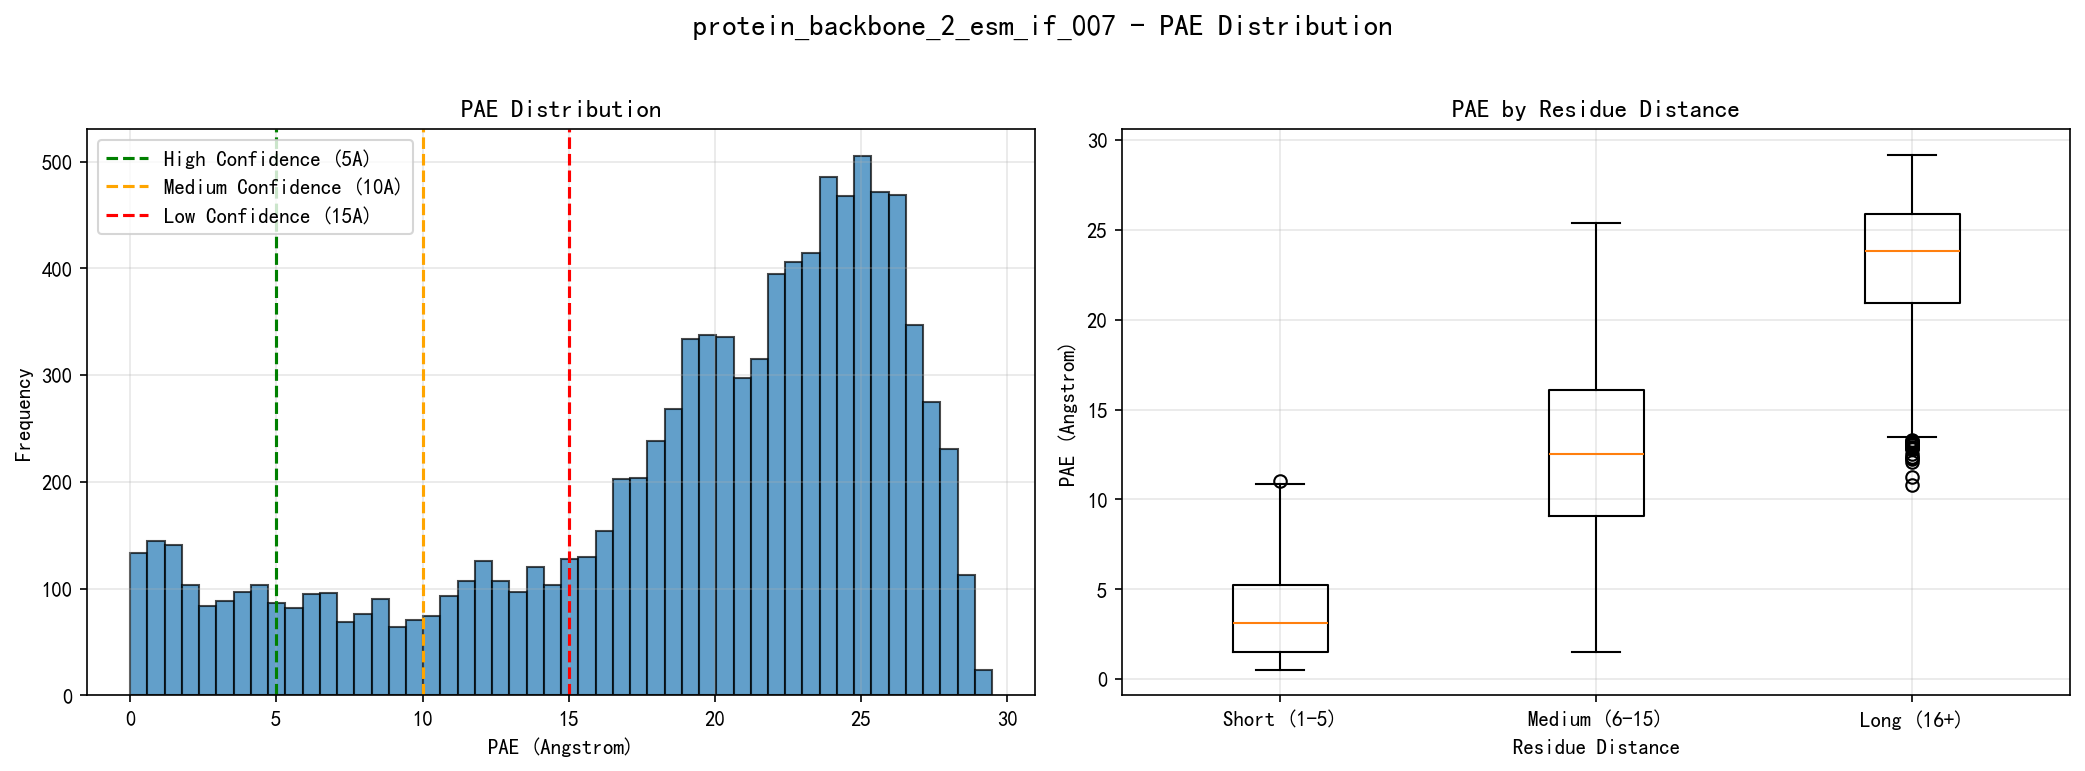 protein_backbone_2_esm_if_007 - PAE Distribution
PAE Distribution
High Confidence (5A)
Medium Confidence (10A)
Low Confidence (15A)
500
400
300
200
100
0
Frequency
0 5 10 15 20 25 30
PAE (Angstrom)
PAE by Residue Distance
30
25
20
15
10
5
0
PAE (Angstrom)
Short (1-5) Medium (6-15) Long (16+)
Residue Distance